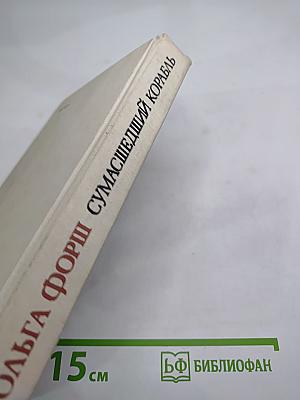 ОЛЬГА ФОРШ СУМАСШЕДШИЙ КОРАБЛЬ
15 см
БФ БИБЛИОФАН